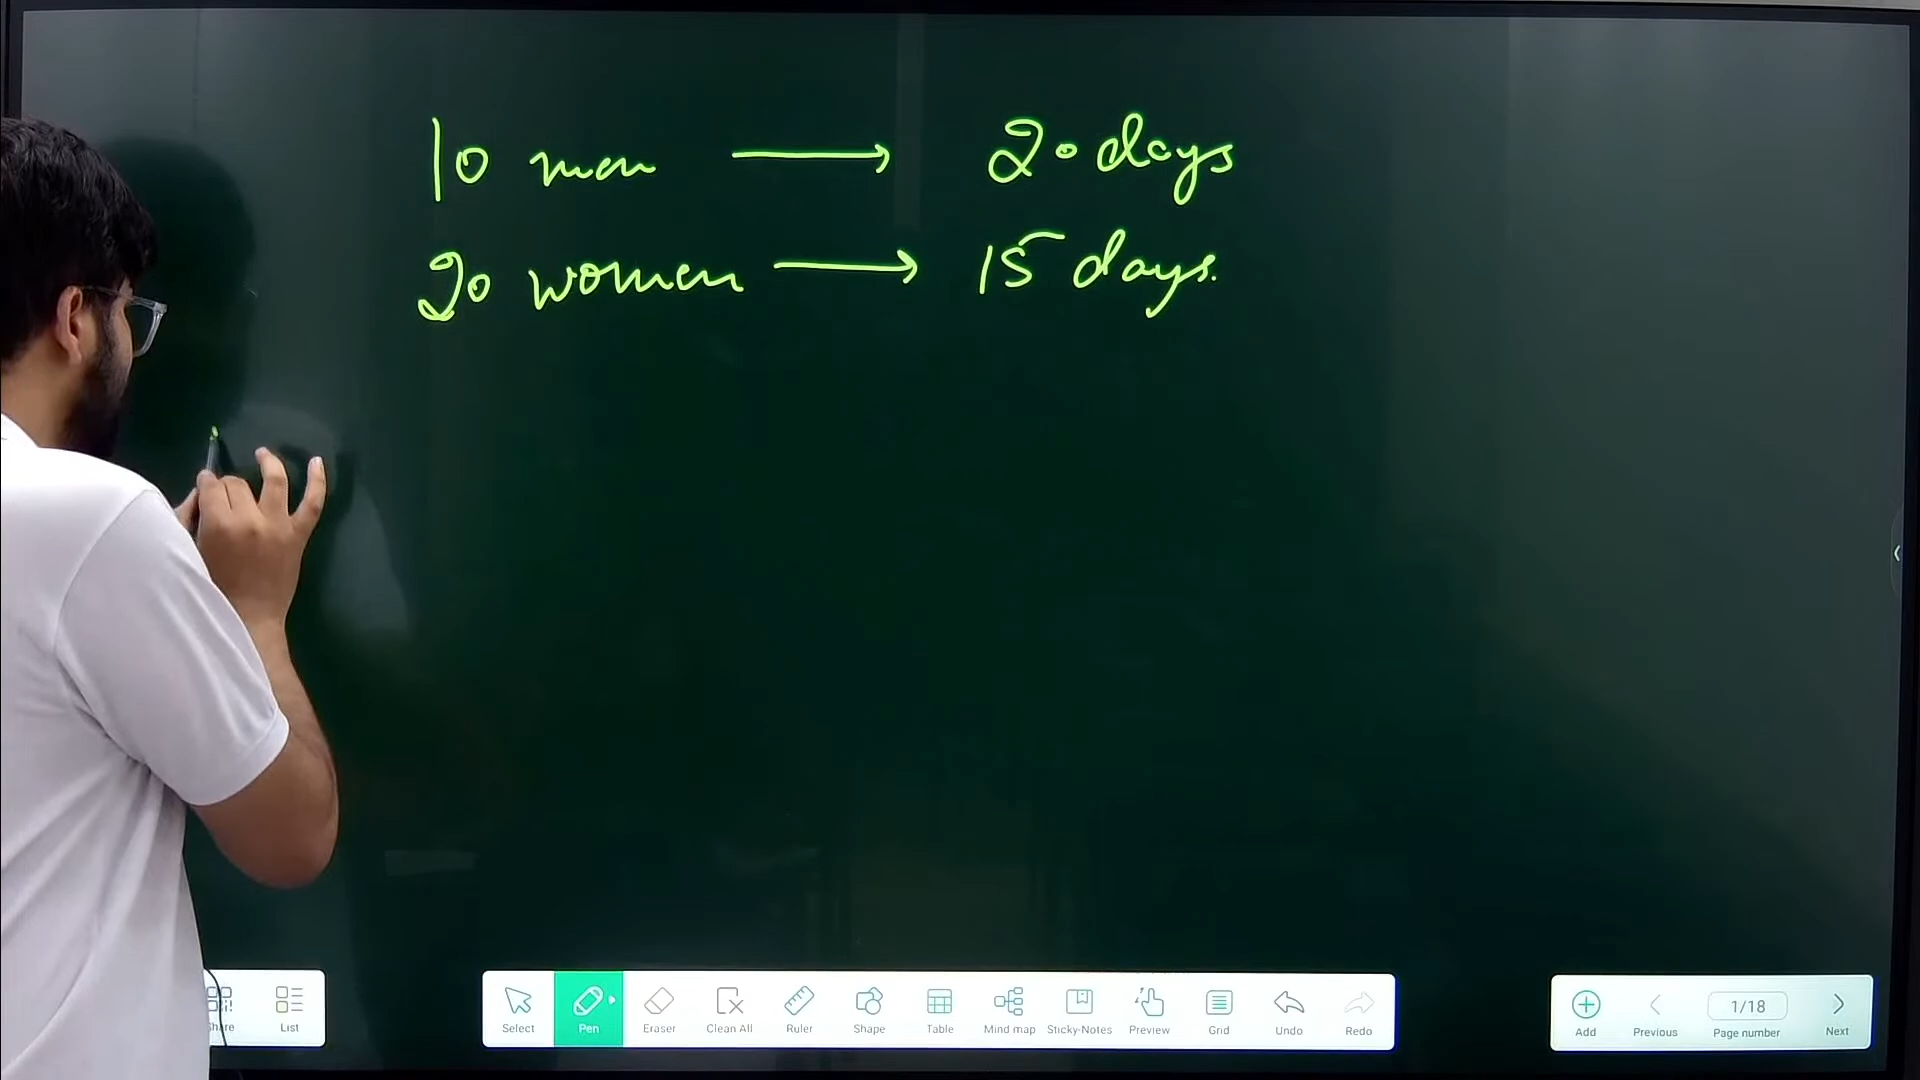 10 men → 20 days
20 women → 15 days.
Share List Select Pen Eraser Clean All Ruler Shape Table Mind map Sticky-Notes Preview Grid Undo Redo Add Previous 1/18 Page number Next